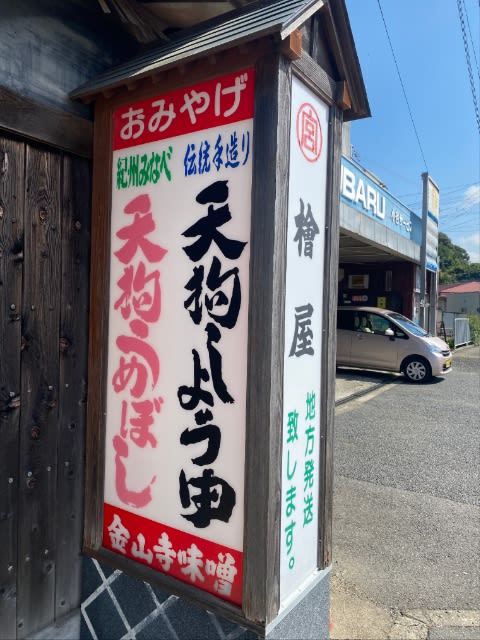 おみやげ
伝統手造り
紀州みなべ
天狗しょう油
天狗うめぼし
金山寺味噌
宮
檜屋
地方発送
致します。
BARU